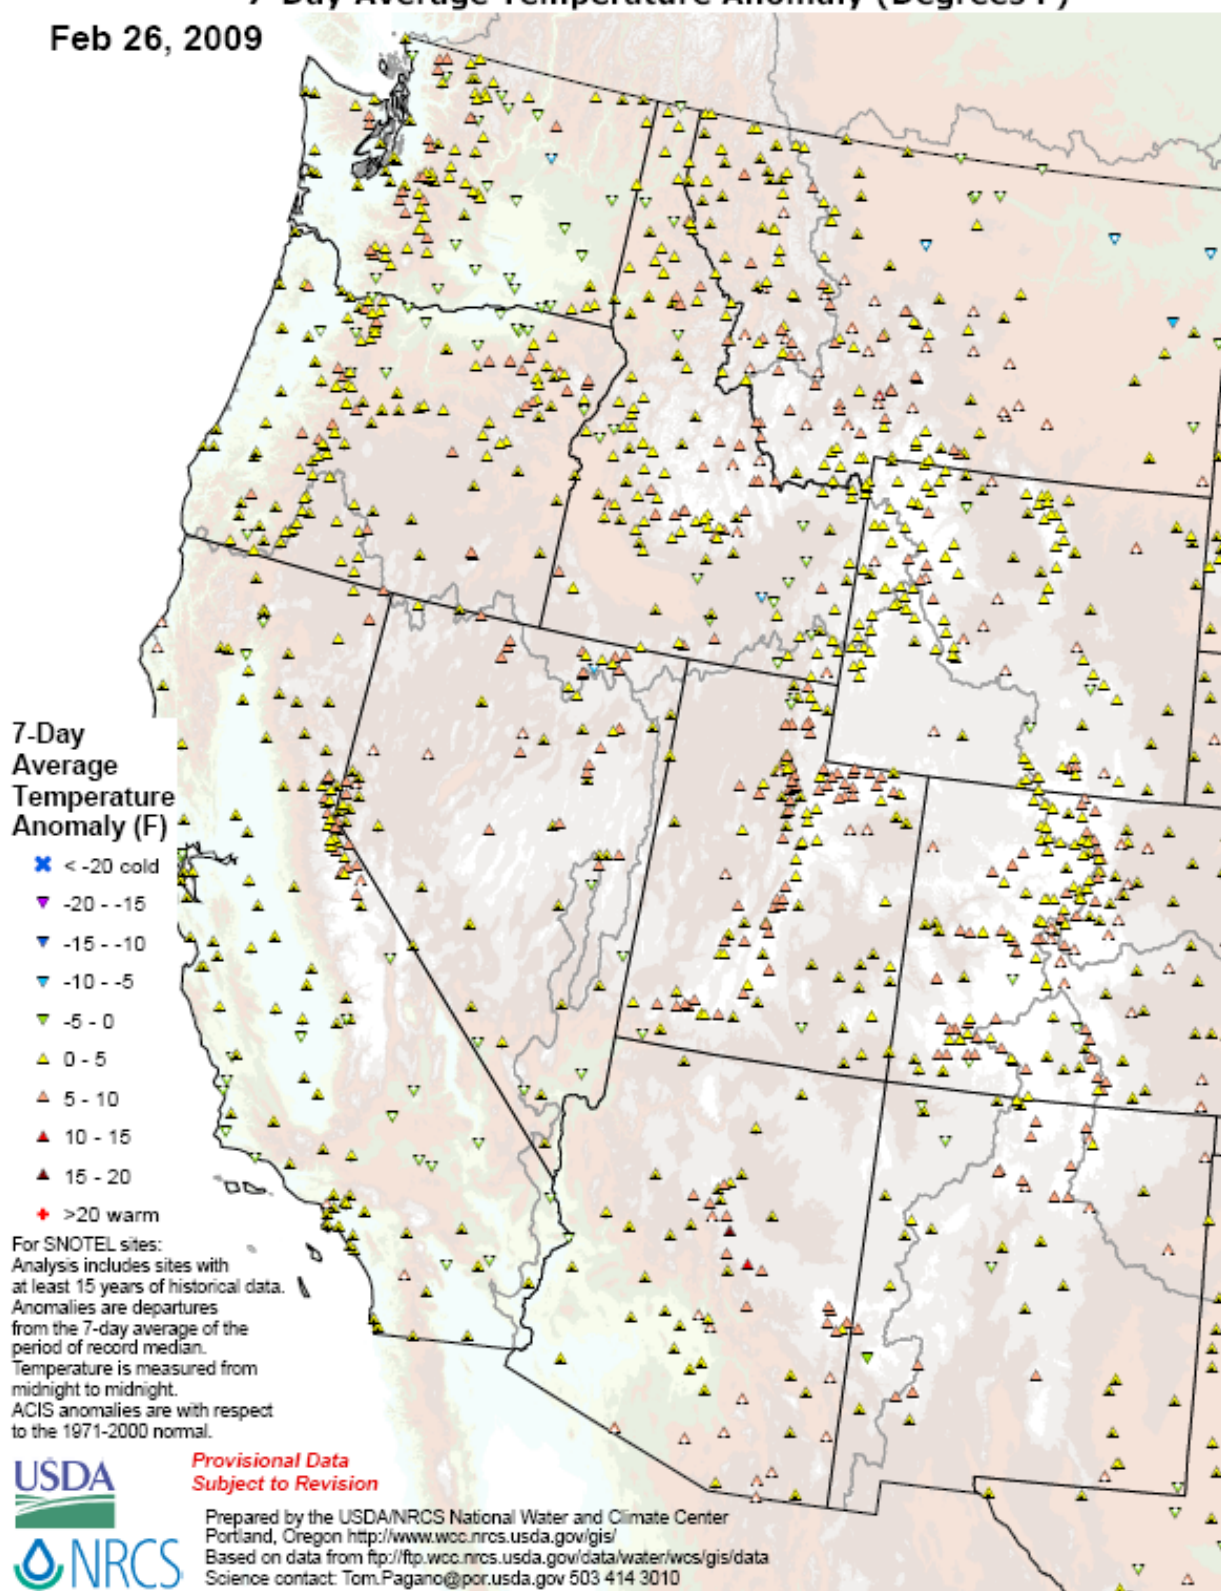 7-Day Average Temperature Anomaly (Degrees F)
Feb 26, 2009
7-Day
Average
Temperature
Anomaly (F)
< -20 cold
-20 - -15
-15 - -10
-10 - -5
-5 - 0
0 - 5
5 - 10
10 - 15
15 - 20
>20 warm
For SNOTEL sites:
Analysis includes sites with
at least 15 years of historical data.
Anomalies are departures
from the 7-day average of the
period of record median.
Temperature is measured from
midnight to midnight.
ACIS anomalies are with respect
to the 1971-2000 normal.
USDA
NRCS
Provisional Data
Subject to Revision
Prepared by the USDA/NRCS National Water and Climate Center
Portland, Oregon http://www.wcc.nrcs.usda.gov/gis/
Based on data from ftp://ftp.wcc.nrcs.usda.gov/data/water/wcs/gis/data
Science contact: Tom.Pagano@por.usda.gov 503 414 3010